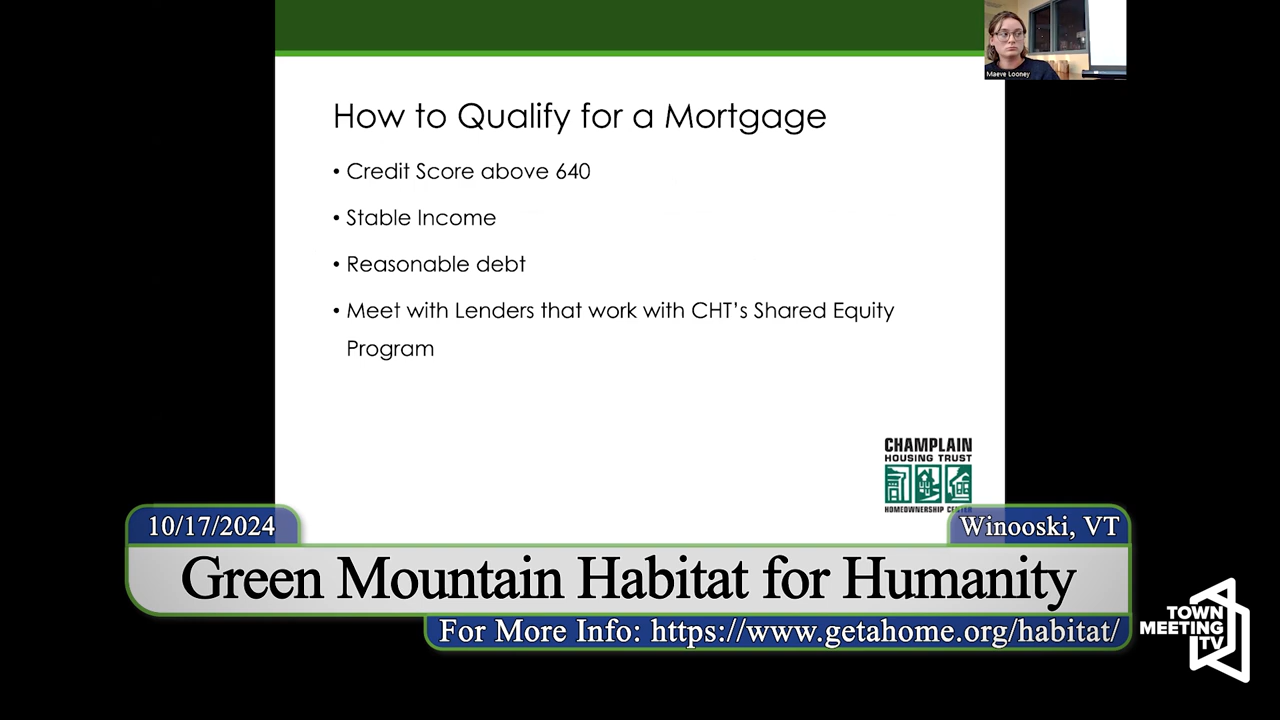 Maeve Looney
How to Qualify for a Mortgage
• Credit Score above 640
• Stable Income
• Reasonable debt
• Meet with Lenders that work with CHT's Shared Equity
Program
CHAMPLAIN
HOUSING TRUST
HOMEOWNERSHIP CENTER
10/17/2024
Winooski, VT
Green Mountain Habitat for Humanity
For More Info: https://www.getahome.org/habitat/
TOWN
MEETING
TV